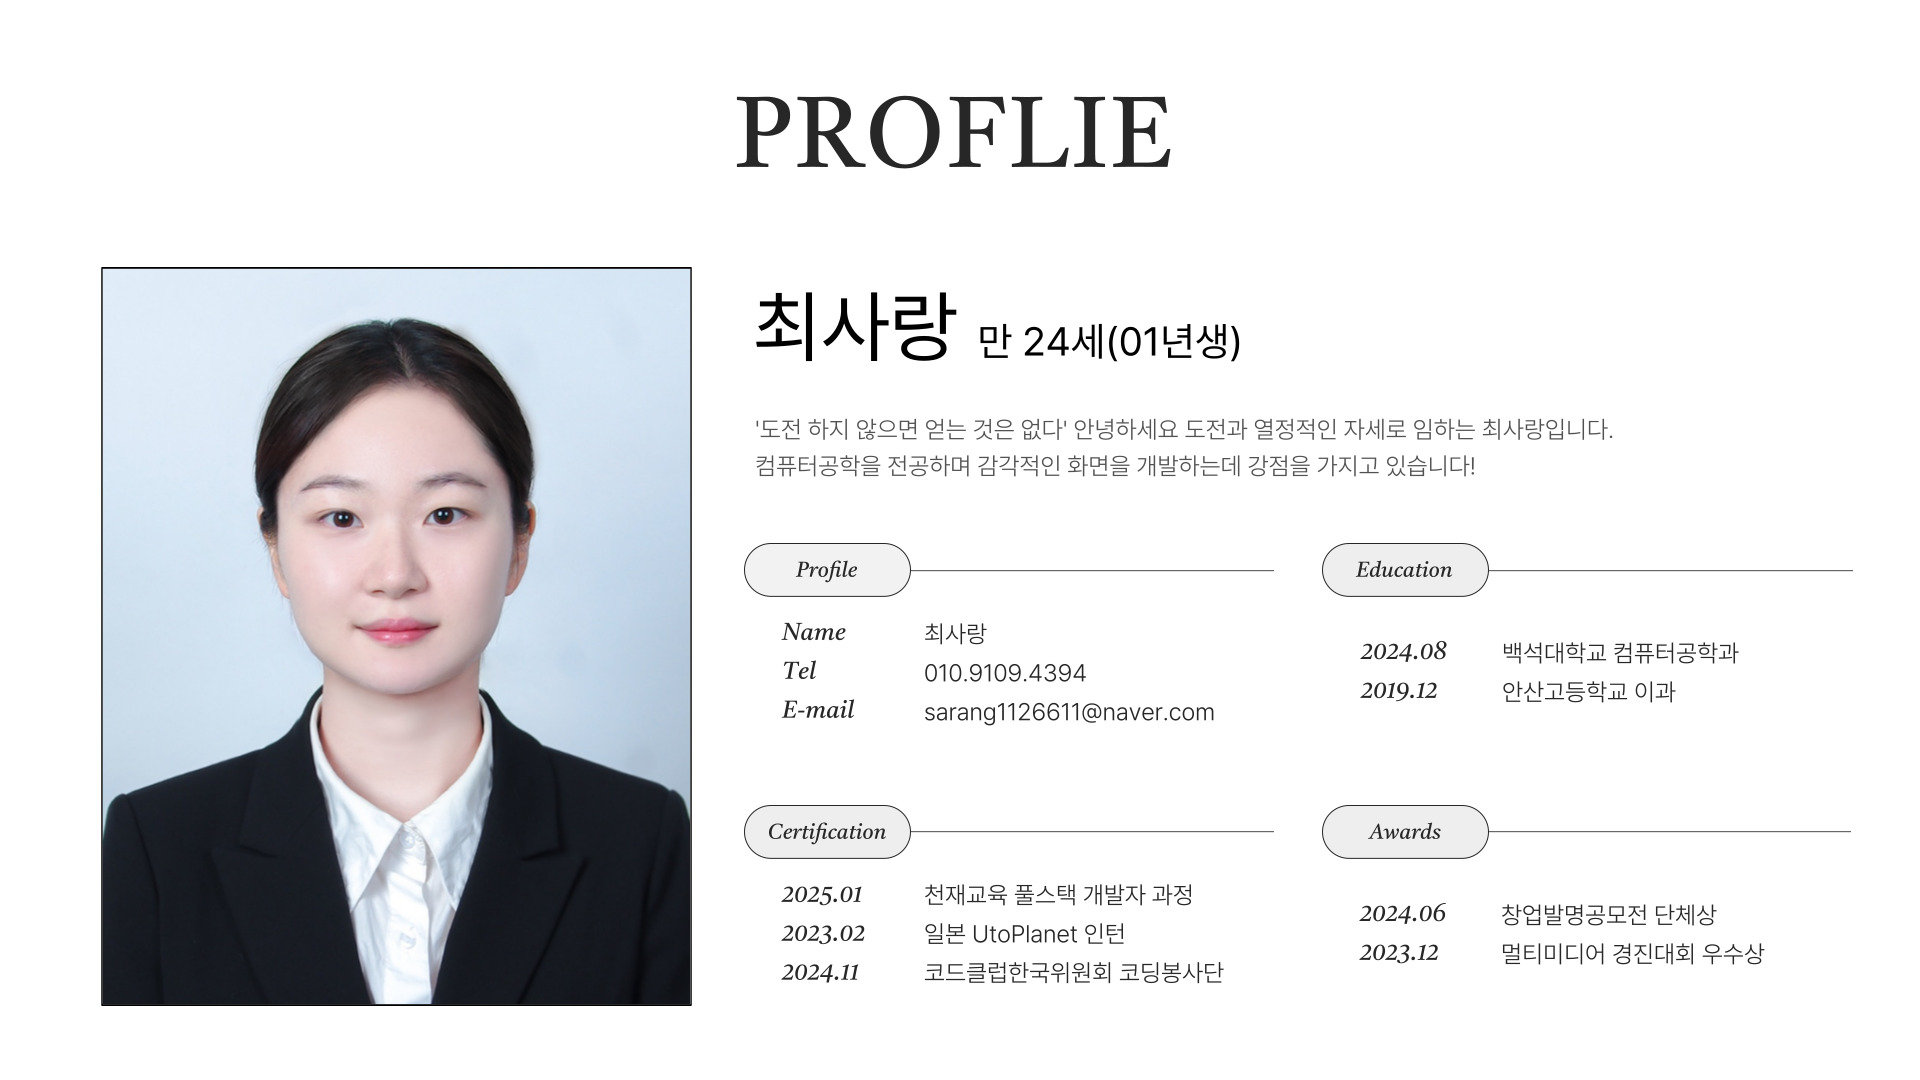 PROFLIE
최사랑 만 24세(01년생)
'도전 하지 않으면 얻는 것은 없다' 안녕하세요 도전과 열정적인 자세로 임하는 최사랑입니다.
컴퓨터공학을 전공하며 감각적인 화면을 개발하는데 강점을 가지고 있습니다!
Profile
Name 최사랑
Tel 010.9109.4394
E-mail sarang1126611@naver.com
Education
2024.08 백석대학교 컴퓨터공학과
2019.12 안산고등학교 이과
Certification
2025.01 천재교육 풀스택 개발자 과정
2023.02 일본 UtoPlanet 인턴
2024.11 코드클럽한국위원회 코딩봉사단
Awards
2024.06 창업발명공모전 단체상
2023.12 멀티미디어 경진대회 우수상